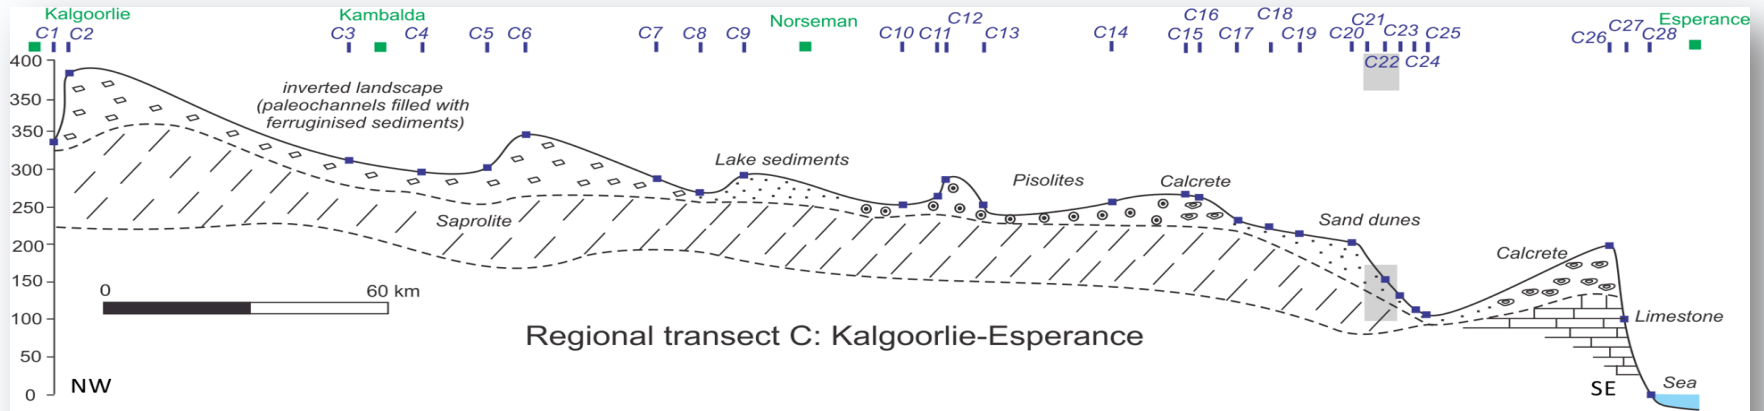 Kalgoorlie
Kambalda
Norseman
Esperance
C1 C2 C3 C4 C5 C6 C7 C8 C9 C10 C11 C12 C13 C14 C15 C16 C17 C18 C19 C20 C21 C22 C23 C24 C25 C26 C27 C28
400
350
350
300
250
200
150
100
50
0
inverted landscape
(paleochannels filled with
ferruginised sediments)
Lake sediments
Pisolites
Calcrete
Sand dunes
Saprolite
Calcrete
Limestone
Sea
0 60 km
Regional transect C: Kalgoorlie-Esperance
NW
SE